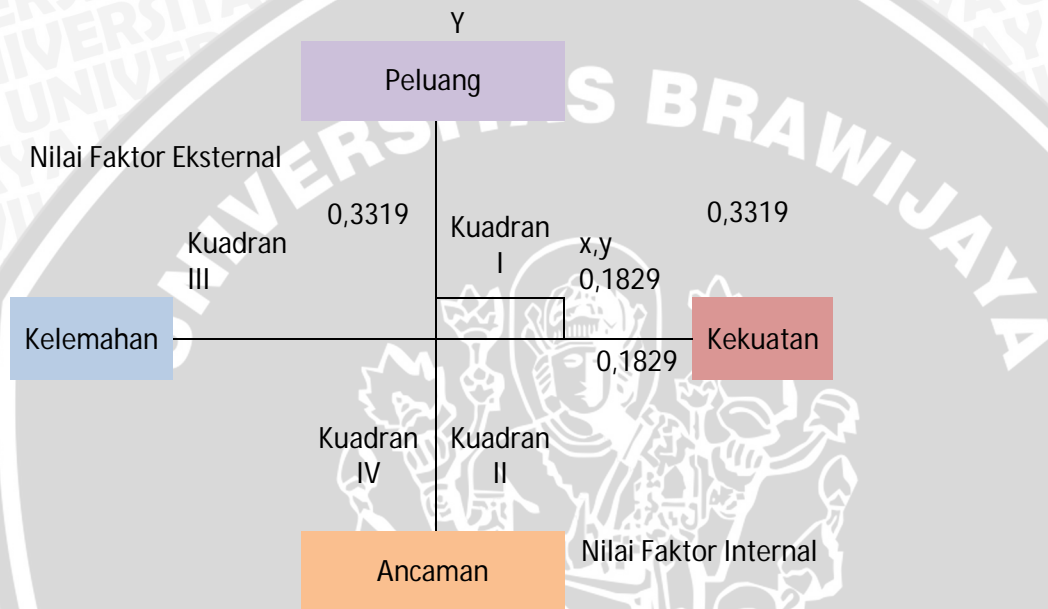 Y
Peluang
UNIVERSITAS BRAWIJAYA
Nilai Faktor Eksternal
0,3319
0,3319
Kuadran
I
x,y
0,1829
Kuadran
III
Kelemahan
Kekuatan
0,1829
Kuadran
IV
Kuadran
II
Ancaman
Nilai Faktor Internal